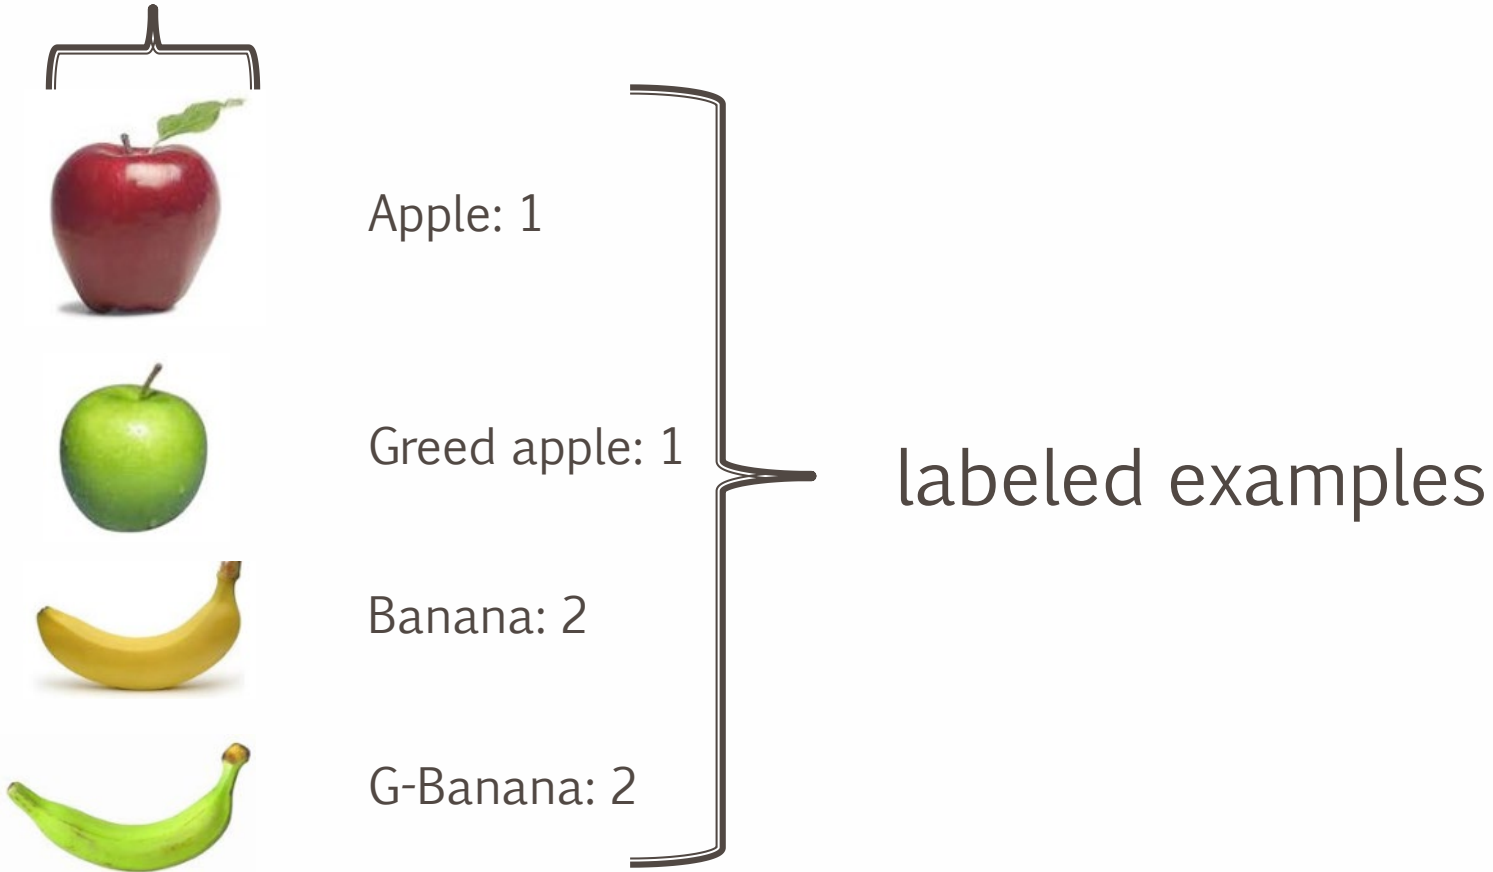 Apple: 1
Greed apple: 1
labeled examples
Banana: 2
G-Banana: 2